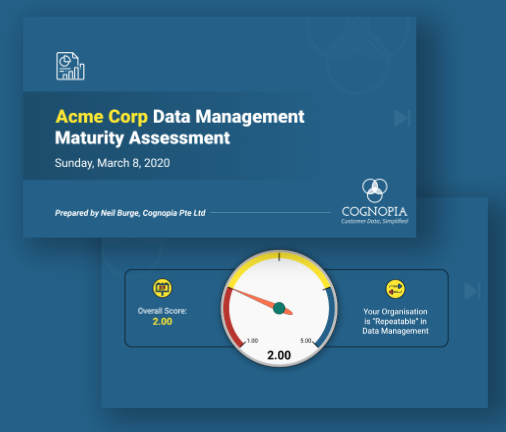 Acme Corp Data Management
Maturity Assessment
Sunday, March 8, 2020
Prepared by Neil Burge, Cognopia Pte Ltd
COGNOPIA
Customer Data, Simplified
Overall Score:
2.00
1.00
5.00
2.00
Your Organisation
is "Repeatable" in
Data Management